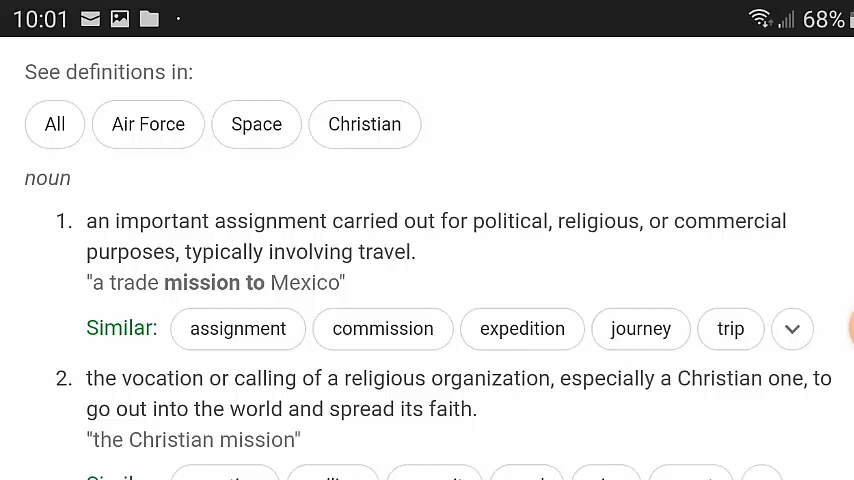 10:01 68%
See definitions in:
All Air Force Space Christian
noun
1. an important assignment carried out for political, religious, or commercial
purposes, typically involving travel.
"a trade mission to Mexico"
Similar: assignment commission expedition journey trip
2. the vocation or calling of a religious organization, especially a Christian one, to
go out into the world and spread its faith.
"the Christian mission"